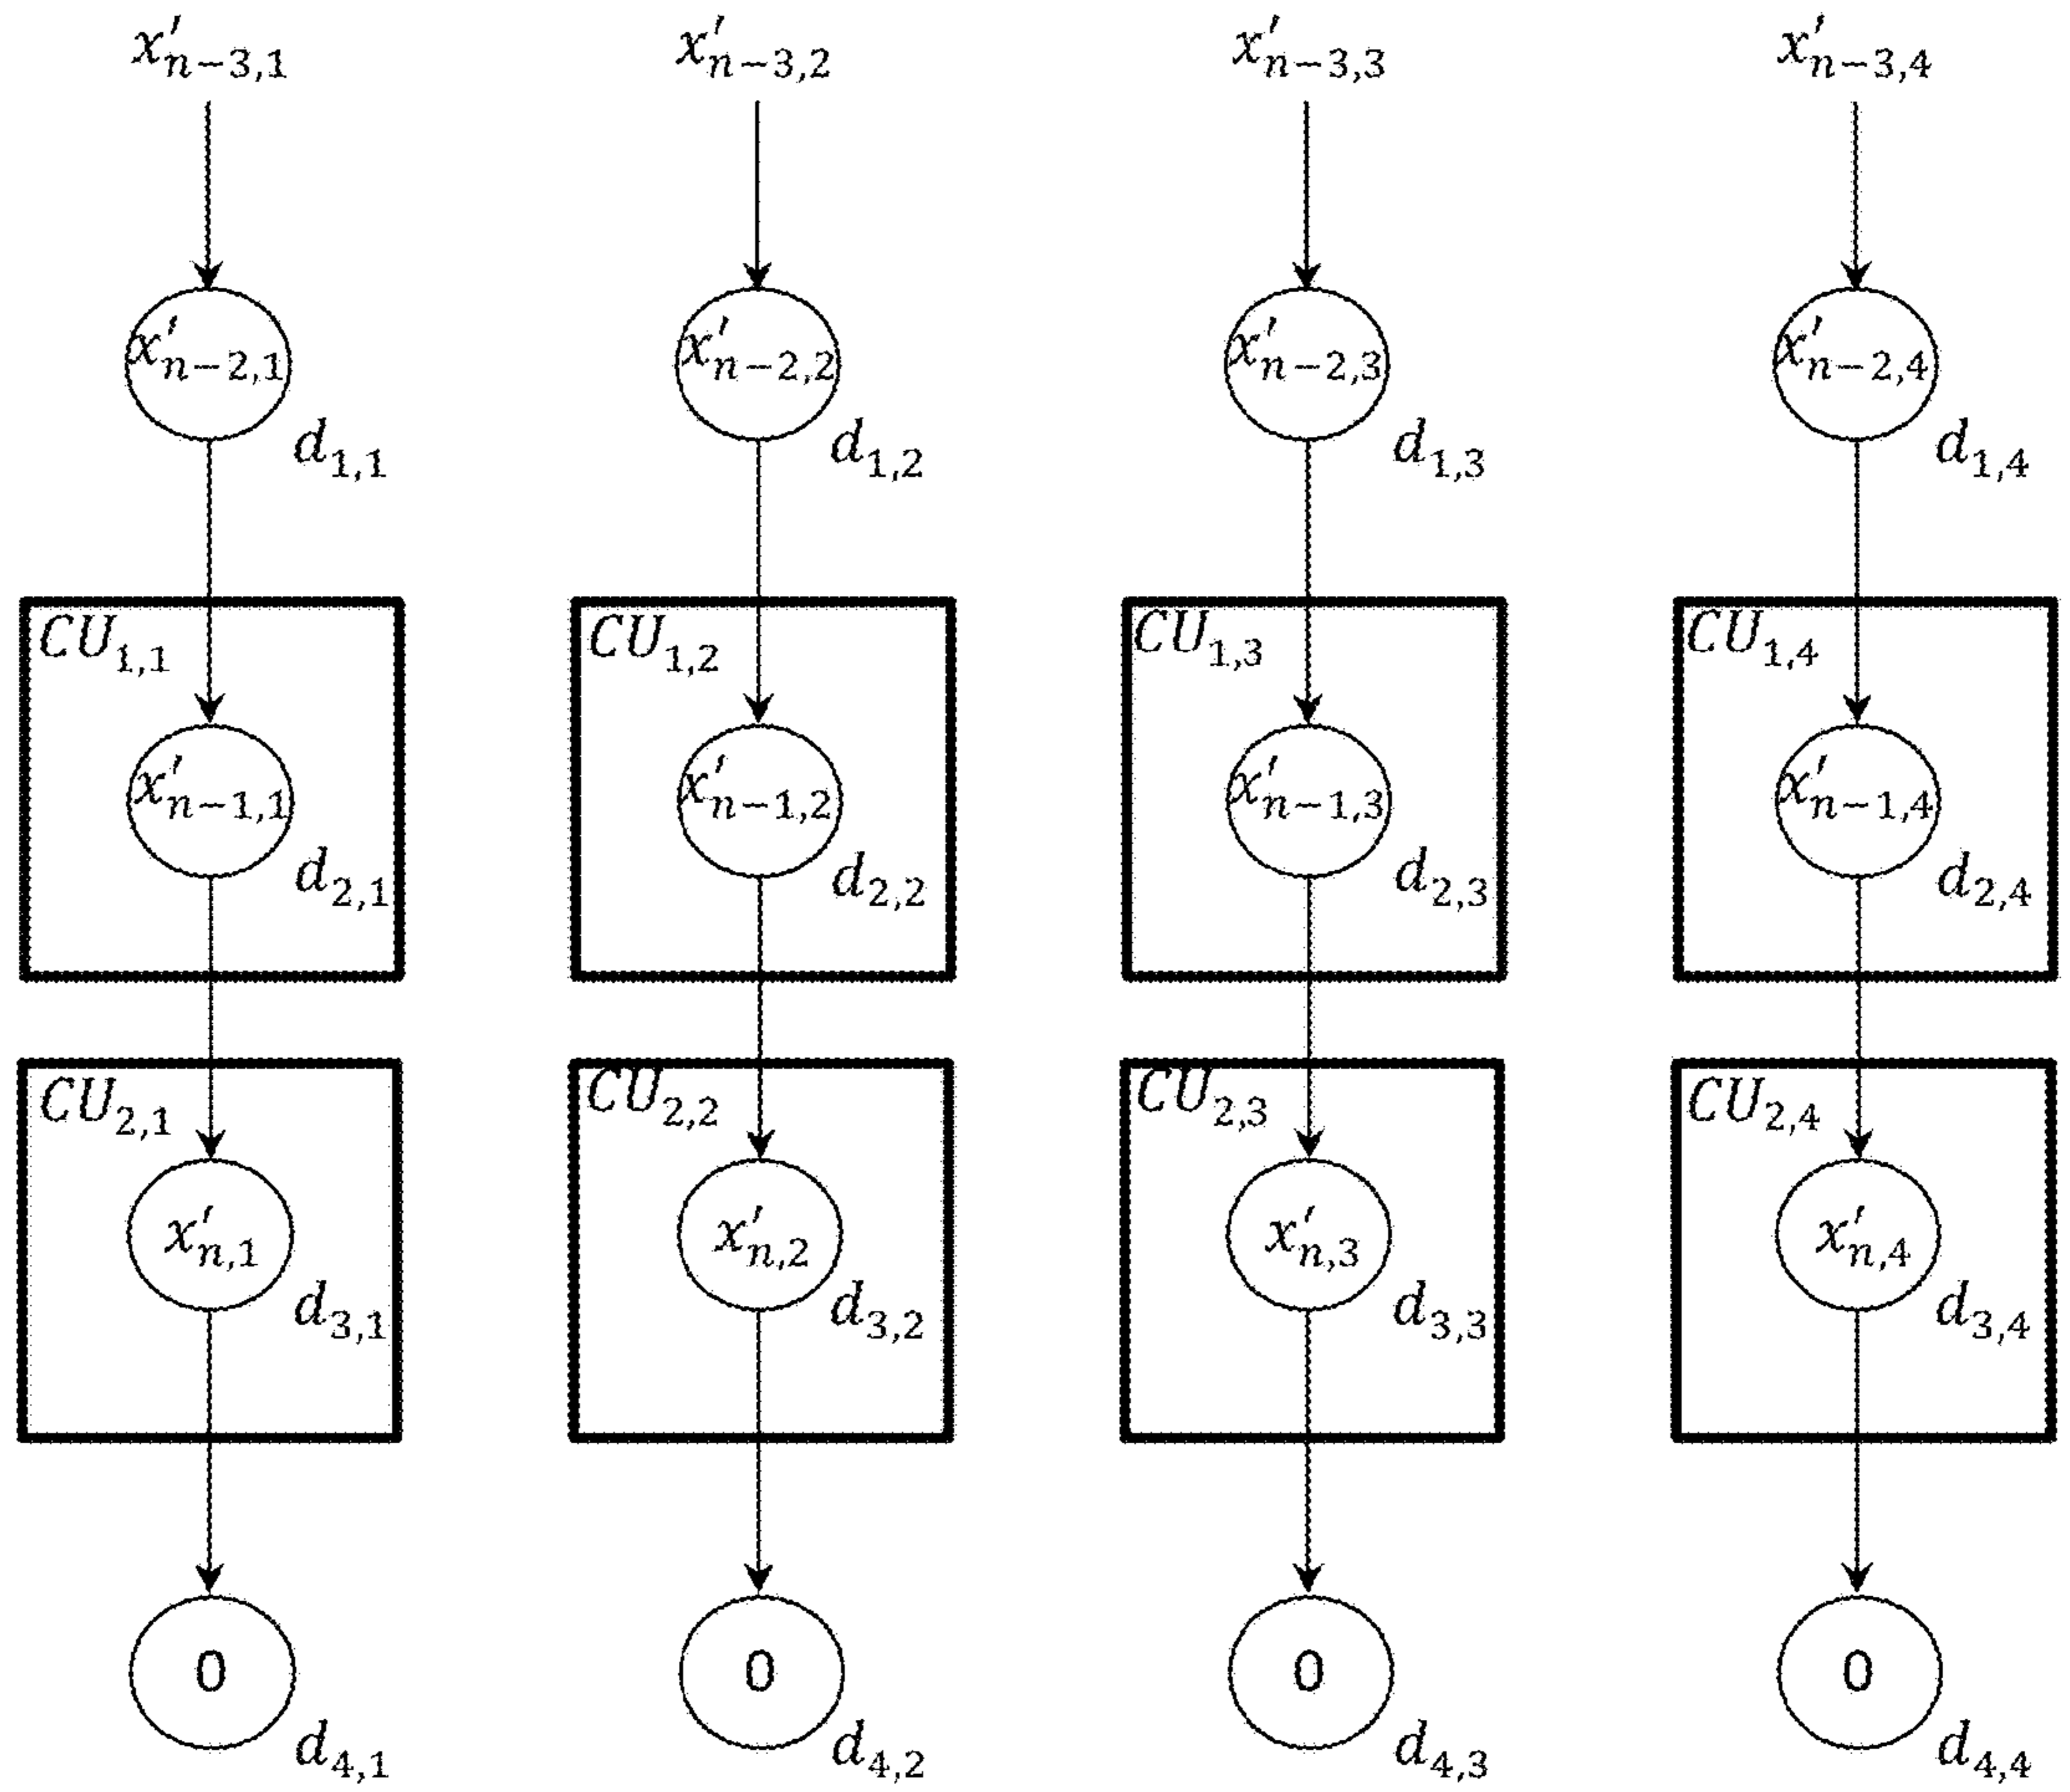 x′n−3,1 x′n−3,2 x′n−3,3 x′n−3,4
x′n−2,1 x′n−2,2 x′n−2,3 x′n−2,4
d1,1 d1,2 d1,3 d1,4
CU1,1 CU1,2 CU1,3 CU1,4
x′n−1,1 x′n−1,2 x′n−1,3 x′n−1,4
d2,1 d2,2 d2,3 d2,4
CU2,1 CU2,2 CU2,3 CU2,4
x′n,1 x′n,2 x′n,3 x′n,4
d3,1 d3,2 d3,3 d3,4
0 0 0 0
d4,1 d4,2 d4,3 d4,4